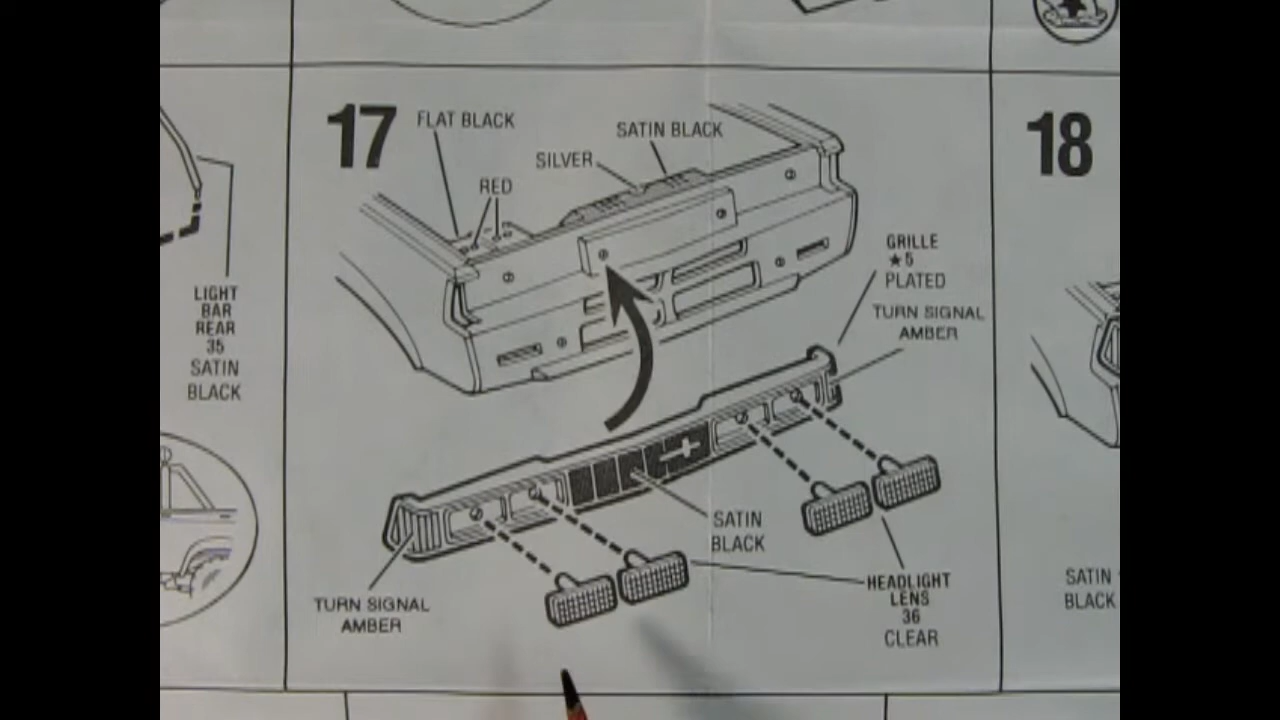 17
FLAT BLACK
SATIN BLACK
SILVER
RED
18
LIGHT
BAR
REAR
35
SATIN
BLACK
GRILLE
★5
PLATED
TURN SIGNAL
AMBER
SATIN
BLACK
TURN SIGNAL
AMBER
HEADLIGHT
LENS
36
CLEAR
SATIN
BLACK